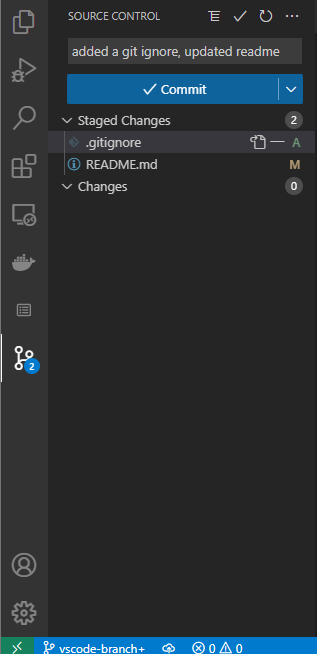 SOURCE CONTROL
added a git ignore, updated readme
Commit
Staged Changes 2
.gitignore A
README.md M
Changes 0
2
vscode-branch+ 0 0